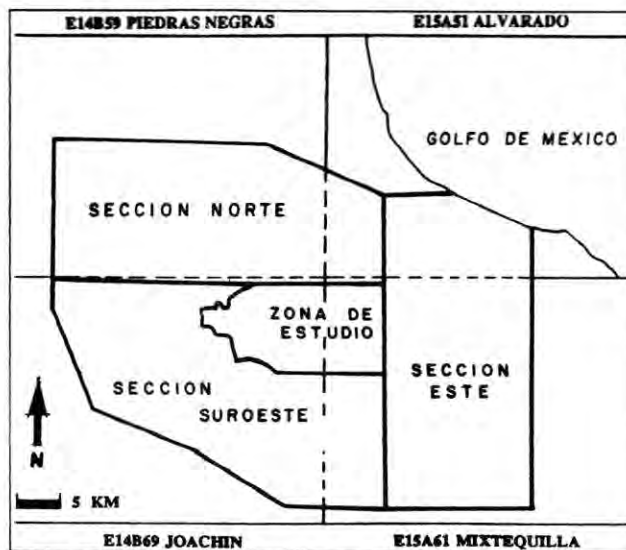 E14B59 PIEDRAS NEGRAS
E15A51 ALVARADO
GOLFO DE MEXICO
SECCION NORTE
ZONA DE
ESTUDIO
SECCION
ESTE
SECCION
SUROESTE
N
5 KM
E14B69 JOACHIN
E15A61 MIXTEQUILLA